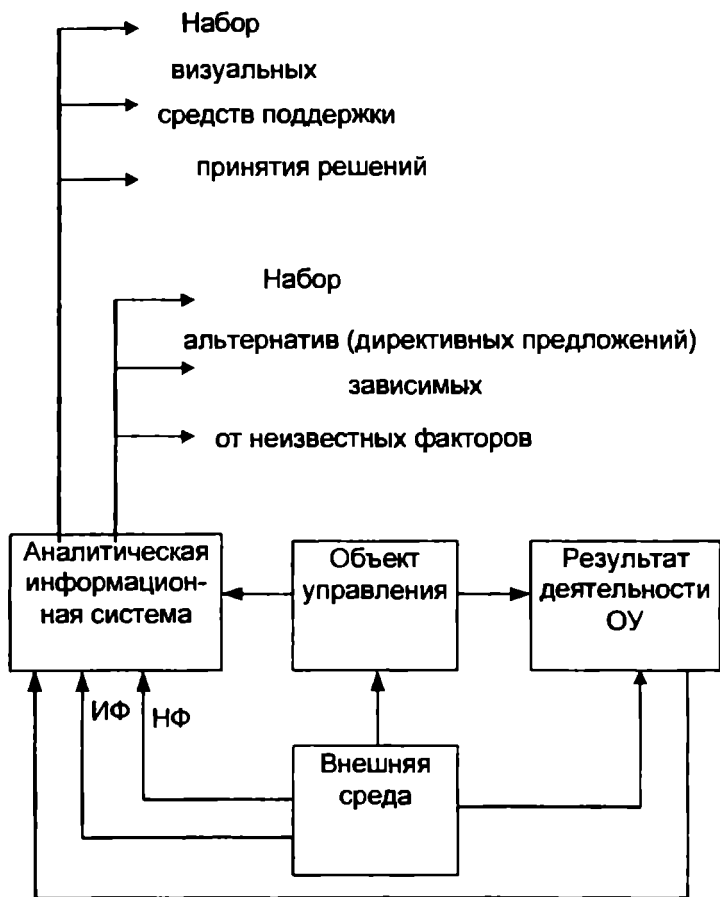 Набор
визуальных
средств поддержки
принятия решений
Набор
альтернатив (директивных предложений)
зависимых
от неизвестных факторов
Аналитическая
информацион-
ная система
Объект
управления
Результат
деятельности
ОУ
ИФ
НФ
Внешняя
среда